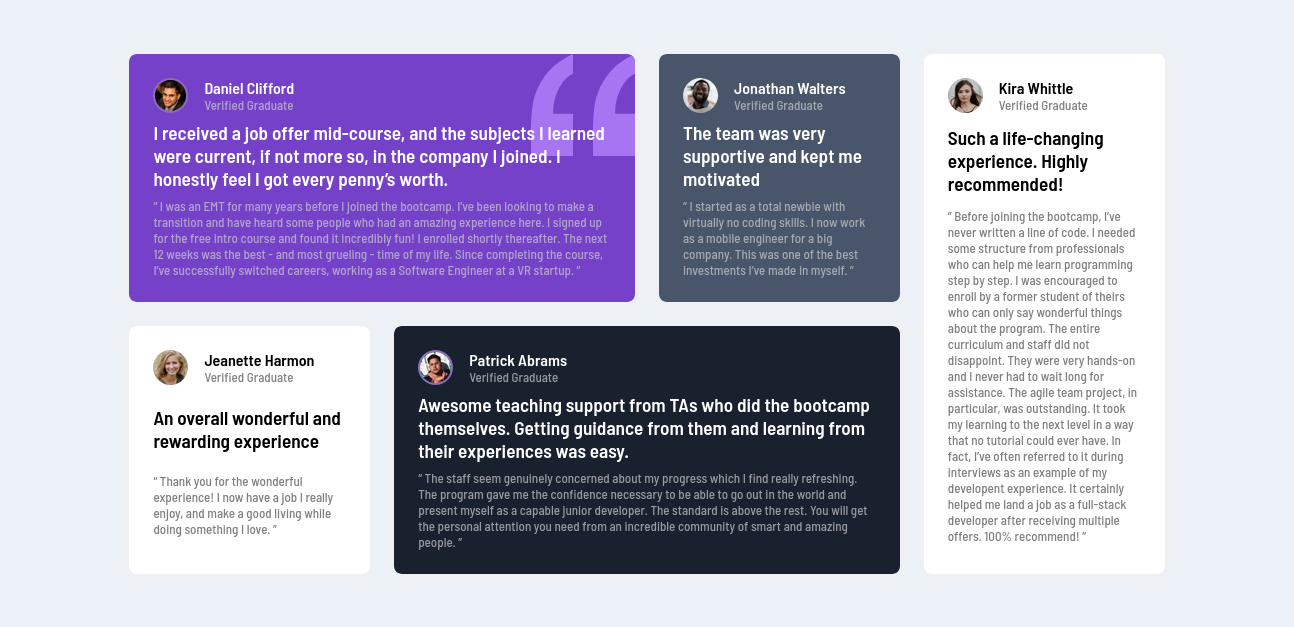 Daniel Clifford
Verified Graduate
I received a job offer mid-course, and the subjects I learned
were current, if not more so, in the company I joined. I
honestly feel I got every penny’s worth.
“ I was an EMT for many years before I joined the bootcamp. I’ve been looking to make a
transition and have heard some people who had an amazing experience here. I signed up
for the free intro course and found it incredibly fun! I enrolled shortly thereafter. The next
12 weeks was the best - and most grueling - time of my life. Since completing the course,
I’ve successfully switched careers, working as a Software Engineer at a VR startup. ”
Jonathan Walters
Verified Graduate
The team was very
supportive and kept me
motivated
“ I started as a total newbie with
virtually no coding skills. I now work
as a mobile engineer for a big
company. This was one of the best
investments I’ve made in myself. ”
Kira Whittle
Verified Graduate
Such a life-changing
experience. Highly
recommended!
“ Before joining the bootcamp, I’ve
never written a line of code. I needed
some structure from professionals
who can help me learn programming
step by step. I was encouraged to
enroll by a former student of theirs
who can only say wonderful things
about the program. The entire
curriculum and staff did not
disappoint. They were very hands-on
and I never had to wait long for
assistance. The agile team project, in
particular, was outstanding. It took
my learning to the next level in a way
that no tutorial could ever have. In
fact, I’ve often referred to it during
interviews as an example of my
developent experience. It certainly
helped me land a job as a full-stack
developer after receiving multiple
offers. 100% recommend! ”
Jeanette Harmon
Verified Graduate
An overall wonderful and
rewarding experience
“ Thank you for the wonderful
experience! I now have a job I really
enjoy, and make a good living while
doing something I love. ”
Patrick Abrams
Verified Graduate
Awesome teaching support from TAs who did the bootcamp
themselves. Getting guidance from them and learning from
their experiences was easy.
“ The staff seem genuinely concerned about my progress which I find really refreshing.
The program gave me the confidence necessary to be able to go out in the world and
present myself as a capable junior developer. The standard is above the rest. You will get
the personal attention you need from an incredible community of smart and amazing
people. ”